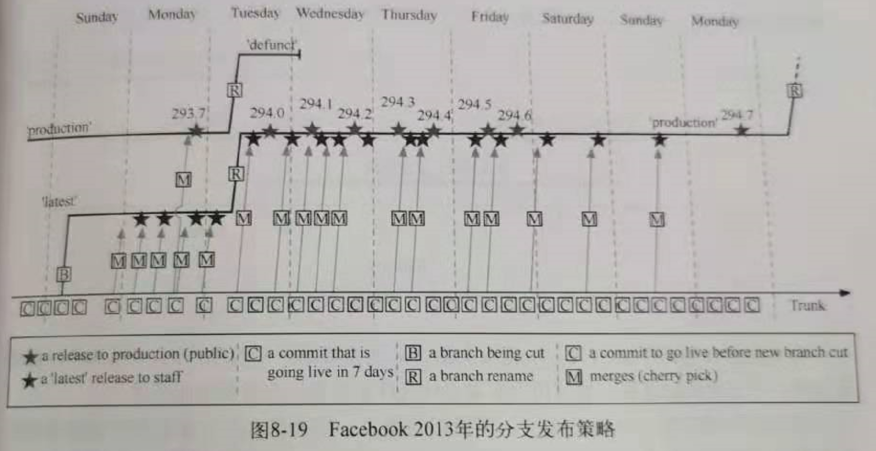 Sunday Monday Tuesday Wednesday Thursday Friday Saturday Sunday Monday
'defunct'
R R
293.7 294.0 294.1 294.2 294.3 294.4 294.5 294.6 294.7
'production' 'production'
M R
'latest'
M M M M M M M M M M M M
B M M M M M
C C C C C C C C C C C C C C C C C C C C C C C C C C C C C C C C C C C C C Trunk
a release to production (public) C a commit that is going live in 7 days B a branch being cut C a commit to go live before new branch cut
a 'latest' release to staff R a branch rename M merges (cherry pick)
图8-19 Facebook 2013年的分支发布策略